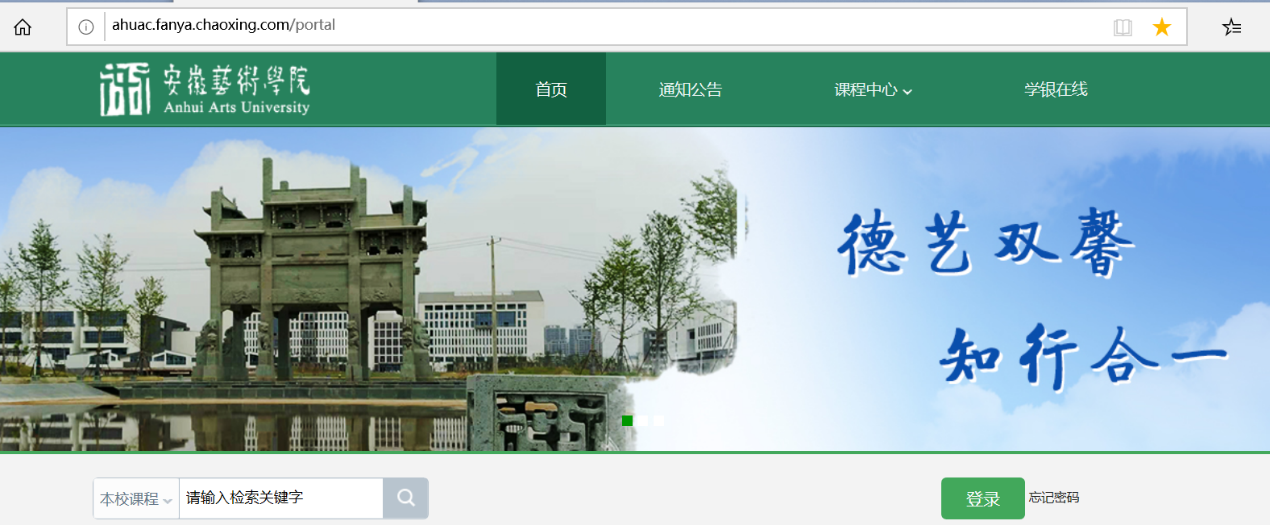 ahuac.fanya.chaoxing.com/portal
安徽藝術學院
Anhui Arts University
首页
通知公告
课程中心
学银在线
德艺双馨
知行合一
本校课程
请输入检索关键字
登录
忘记密码